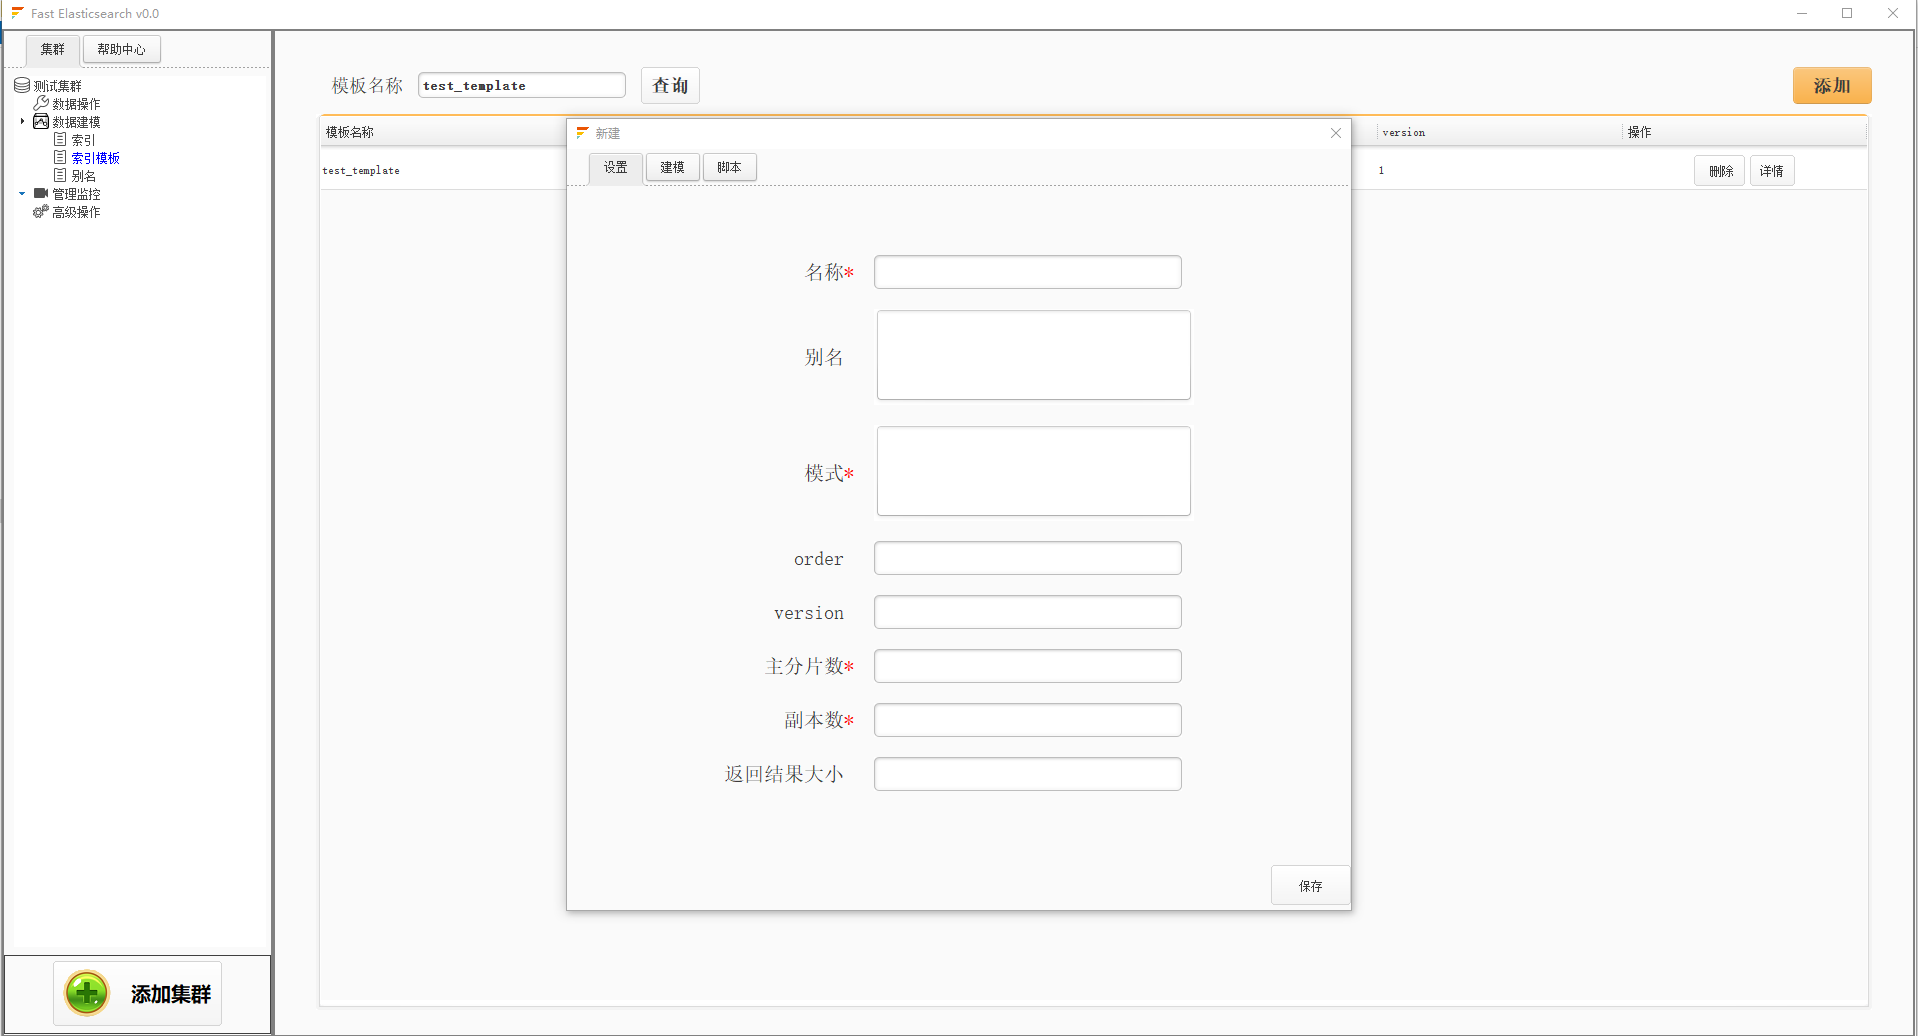 Fast Elasticsearch v0.0
集群 帮助中心
测试集群
数据操作
数据建模
索引
索引模板
别名
管理监控
高级操作
添加集群
模板名称 test_template 查询 添加
模板名称 version 操作
test_template 1 删除 详情
新建
设置 建模 脚本
名称*
别名
模式*
order
version
主分片数*
副本数*
返回结果大小
保存